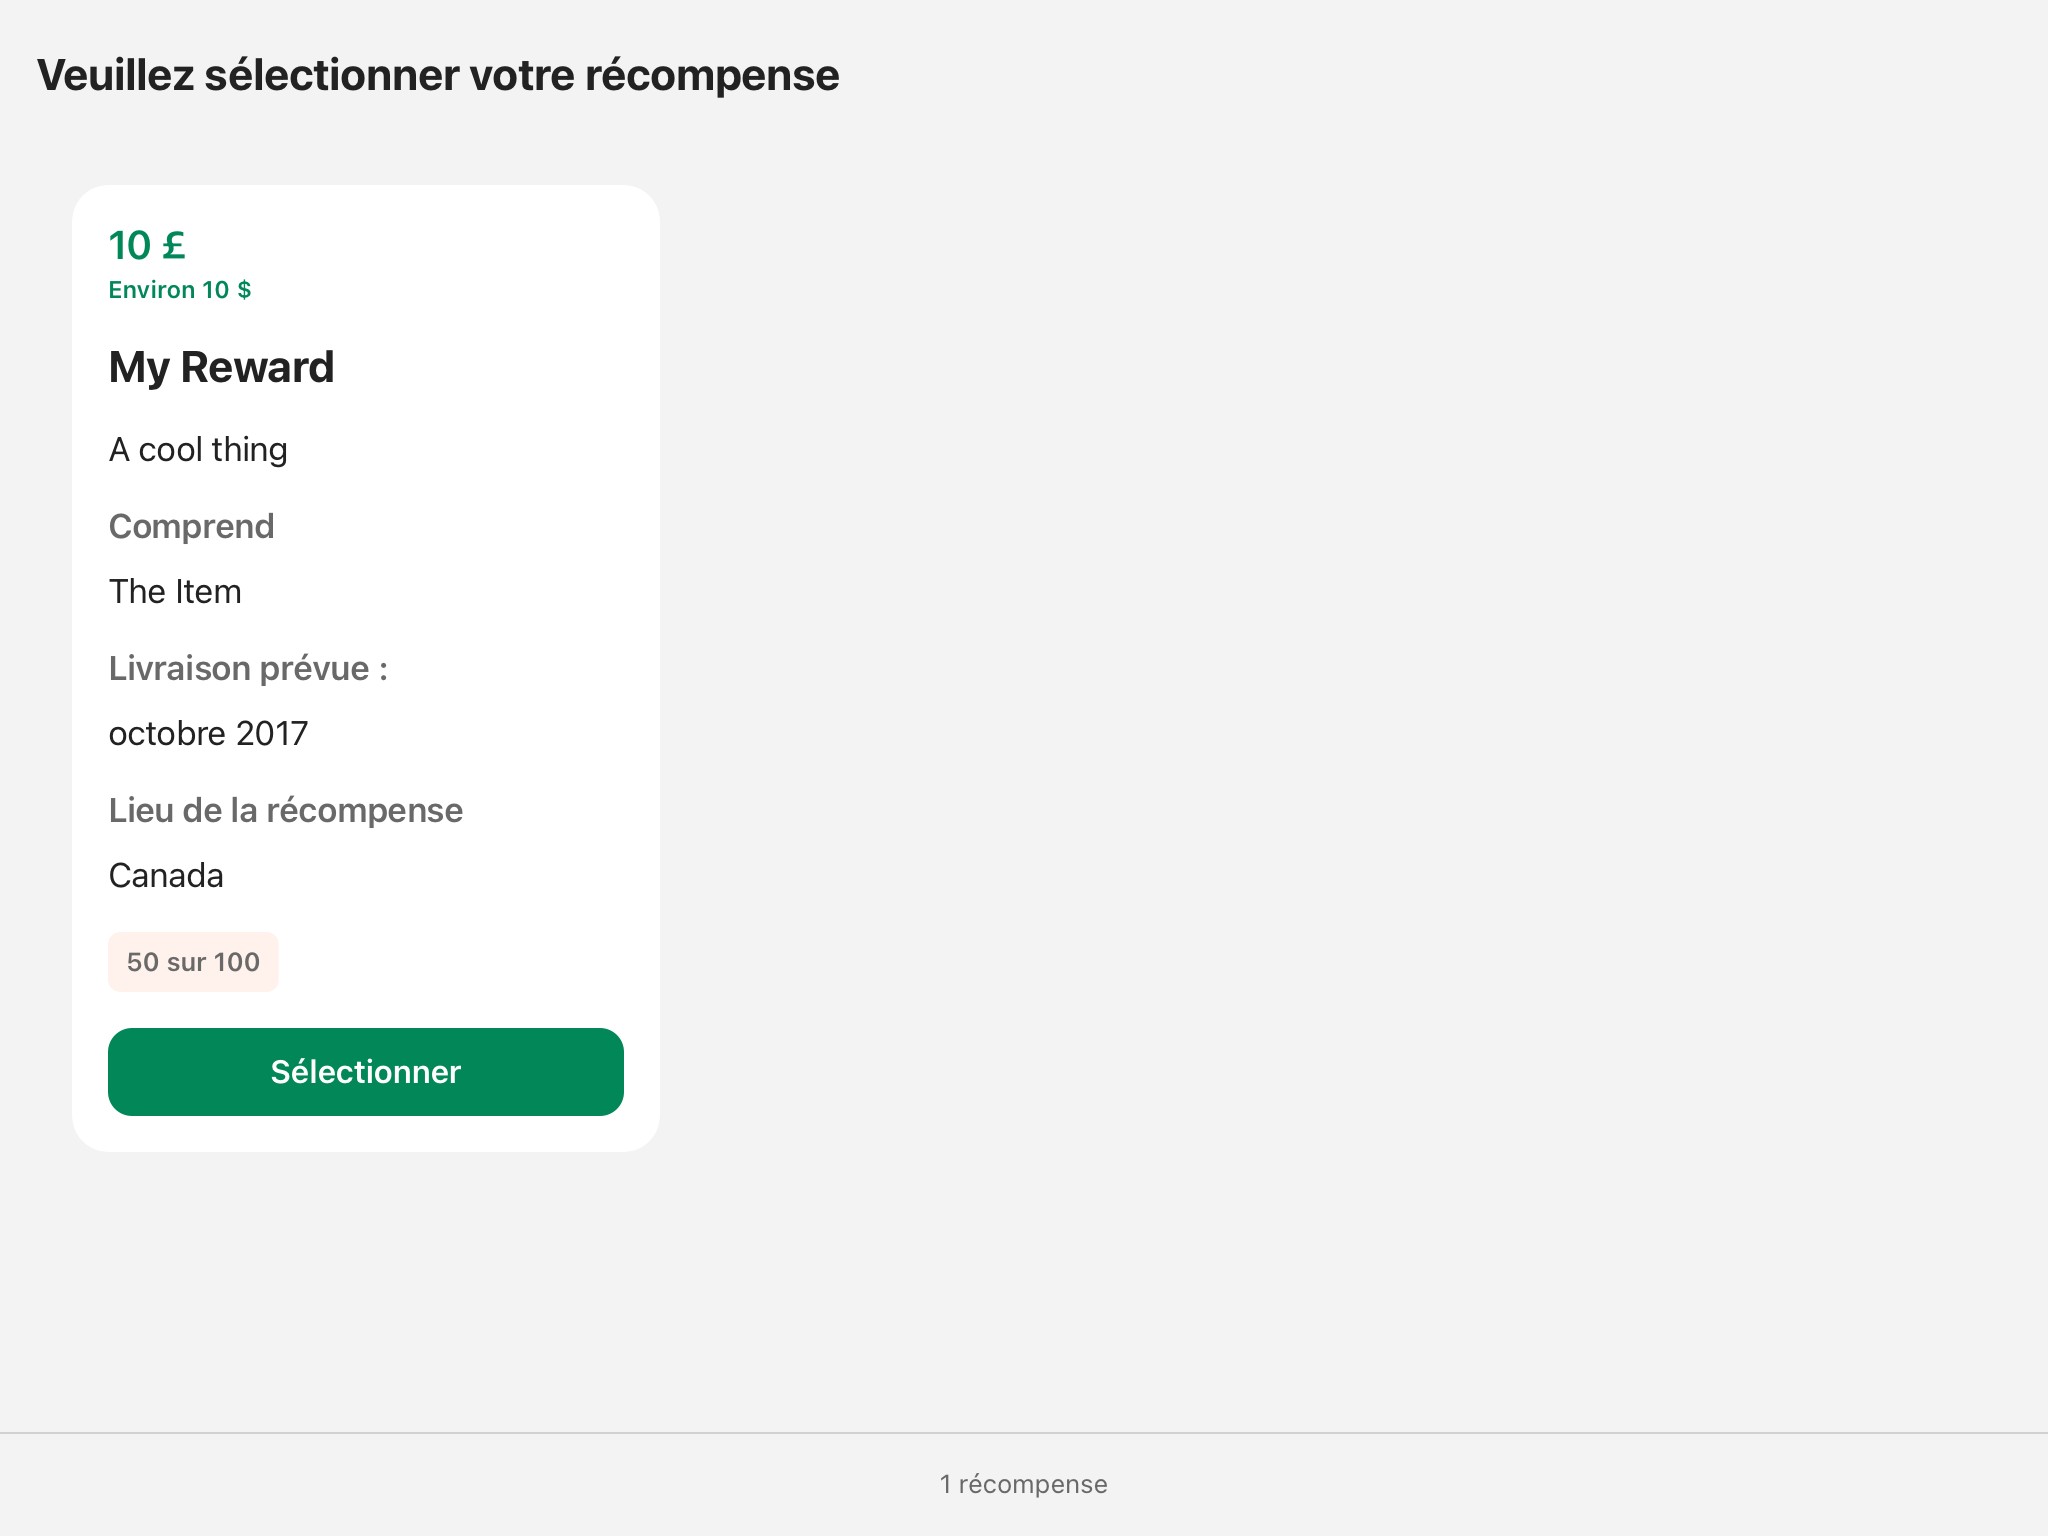 Veuillez sélectionner votre récompense
10 £
Environ 10 $
My Reward
A cool thing
Comprend
The Item
Livraison prévue :
octobre 2017
Lieu de la récompense
Canada
50 sur 100
Sélectionner
1 récompense